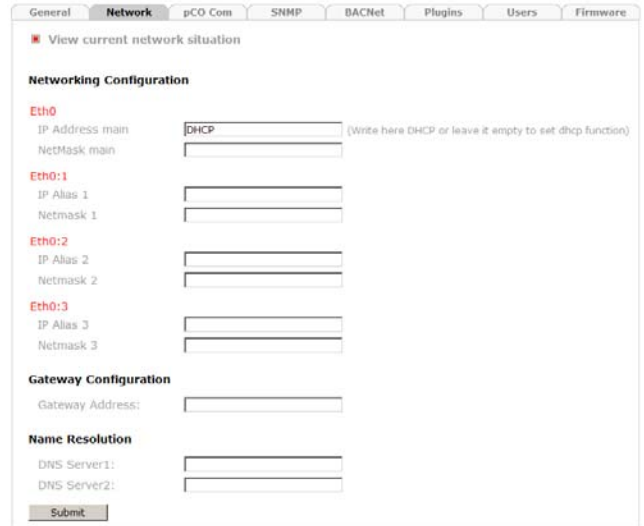 General Network pCO Com SNMP BACNet Plugins Users Firmware
View current network situation
Networking Configuration
Eth0
IP Address main DHCP (Write here DHCP or leave it empty to set dhcp function)
NetMask main
Eth0:1
IP Alias 1
Netmask 1
Eth0:2
IP Alias 2
Netmask 2
Eth0:3
IP Alias 3
Netmask 3
Gateway Configuration
Gateway Address:
Name Resolution
DNS Server1:
DNS Server2:
Submit